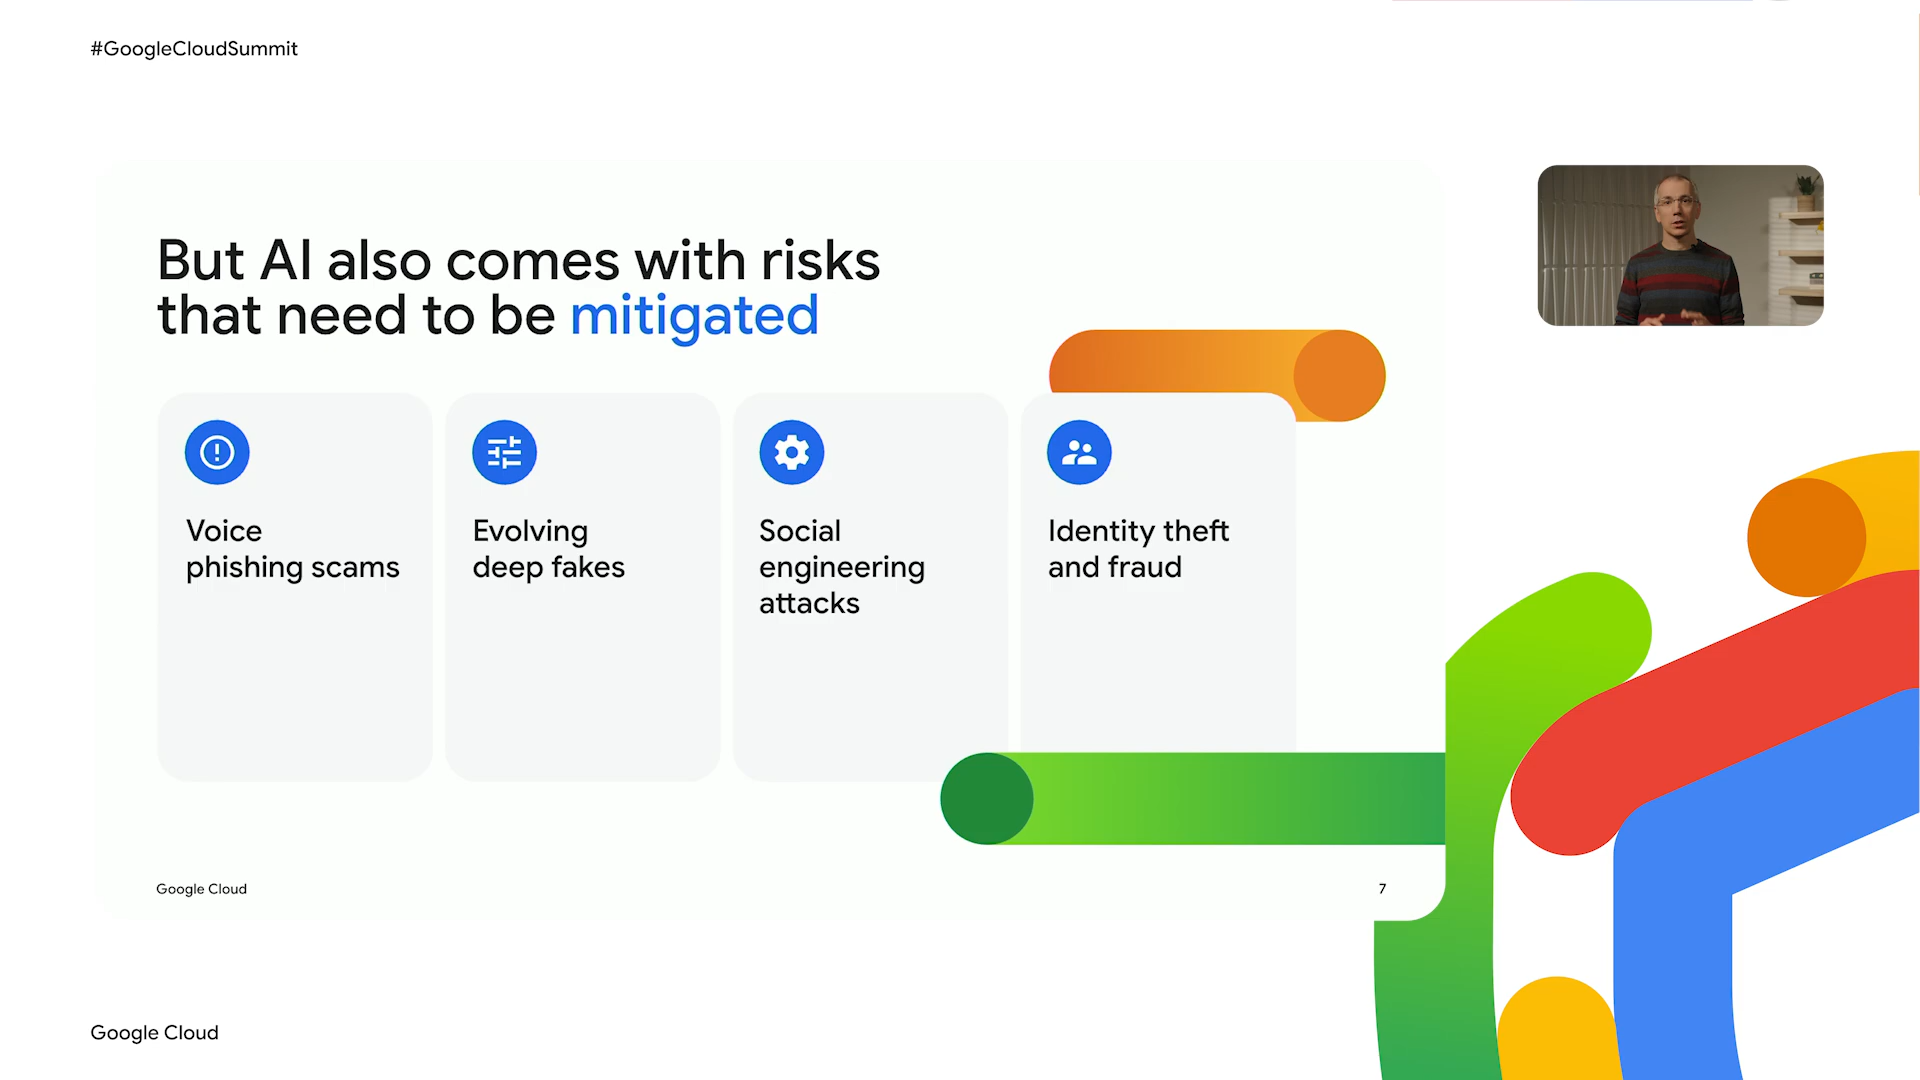 #GoogleCloudSummit
But AI also comes with risks
that need to be mitigated
Voice
phishing scams
Evolving
deep fakes
Social
engineering
attacks
Identity theft
and fraud
Google Cloud
7
Google Cloud